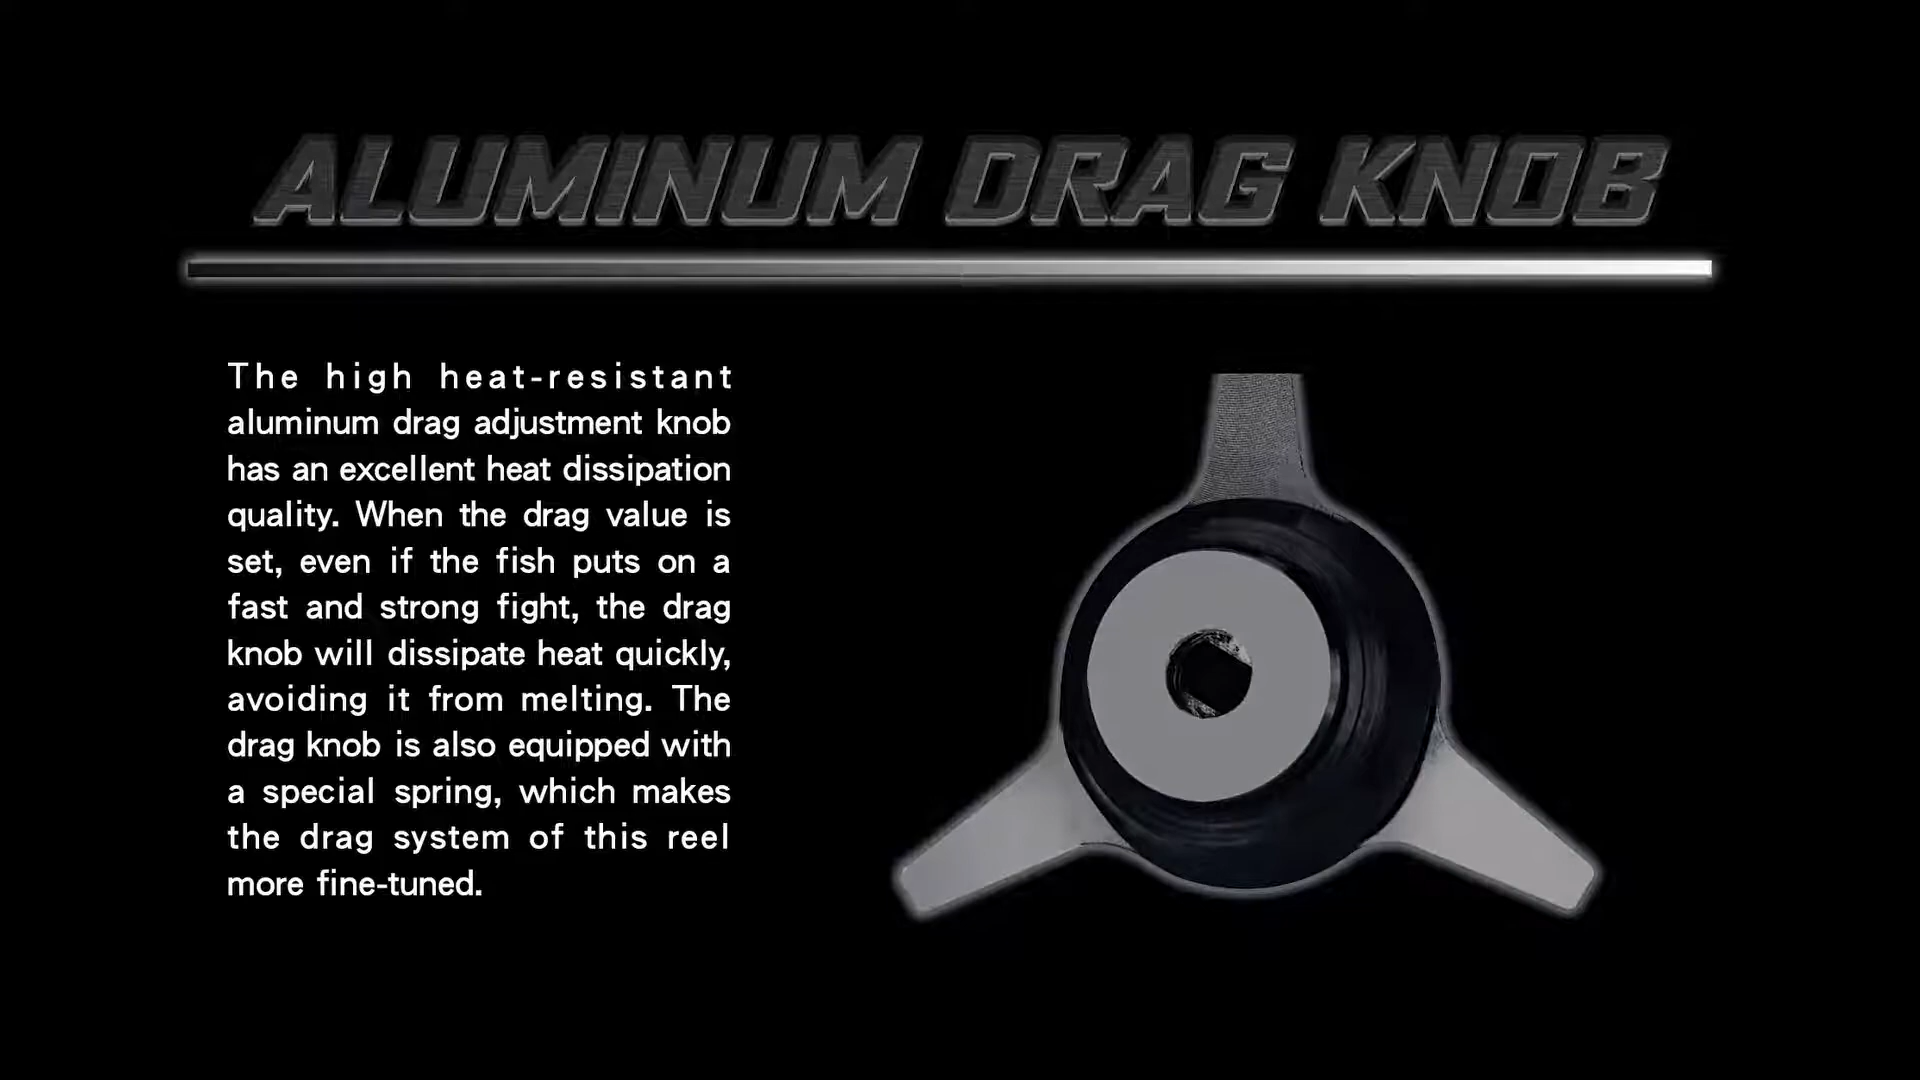 ALUMINUM DRAG KNOB
The high heat-resistant
aluminum drag adjustment knob
has an excellent heat dissipation
quality. When the drag value is
set, even if the fish puts on a
fast and strong fight, the drag
knob will dissipate heat quickly,
avoiding it from melting. The
drag knob is also equipped with
a special spring, which makes
the drag system of this reel
more fine-tuned.